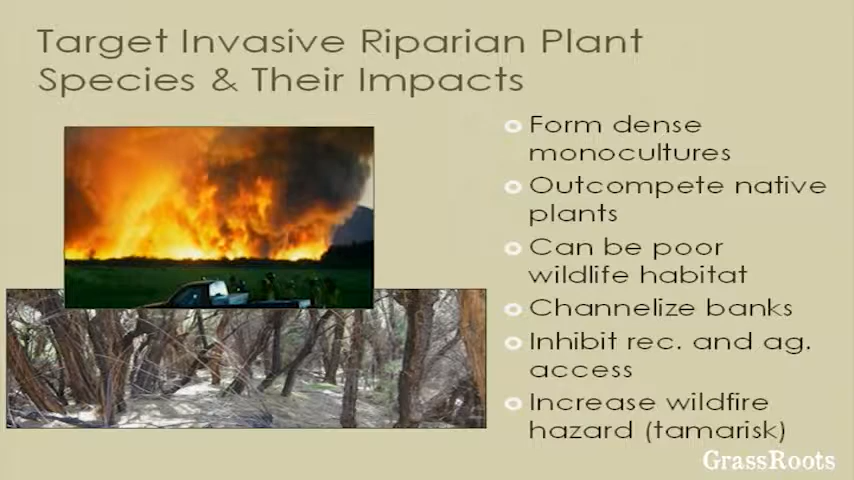 Target Invasive Riparian Plant
Species & Their Impacts
Form dense
monocultures
Outcompete native
plants
Can be poor
wildlife habitat
Channelize banks
Inhibit rec. and ag.
access
Increase wildfire
hazard (tamarisk)
GrassRoots